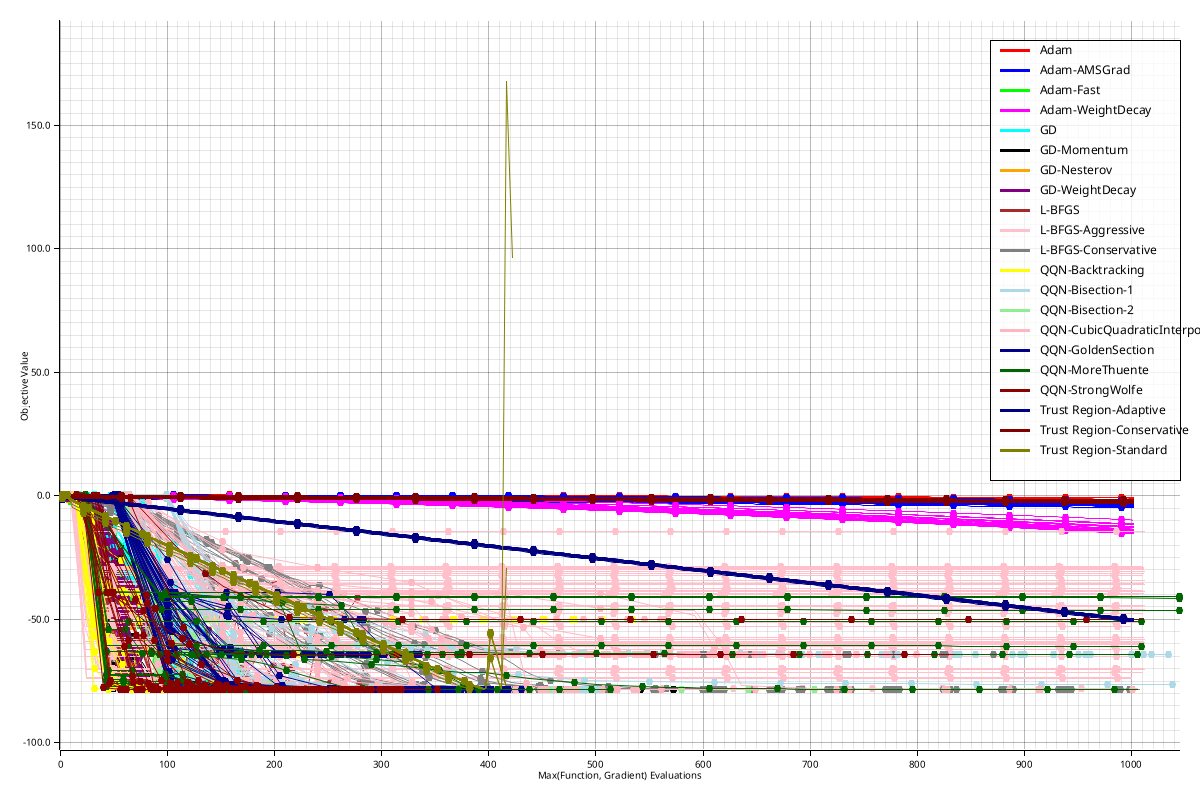 Adam
Adam-AMSGrad
Adam-Fast
Adam-WeightDecay
GD
GD-Momentum
GD-Nesterov
GD-WeightDecay
L-BFGS
L-BFGS-Aggressive
L-BFGS-Conservative
QQN-Backtracking
QQN-Bisection-1
QQN-Bisection-2
QQN-CubicQuadraticInterpo
QQN-GoldenSection
QQN-MoreThuente
QQN-StrongWolfe
Trust Region-Adaptive
Trust Region-Conservative
Trust Region-Standard
150.0
100.0
50.0
0.0
-50.0
-100.0
Objective Value
0 100 200 300 400 500 600 700 800 900 1000
Max(Function, Gradient) Evaluations